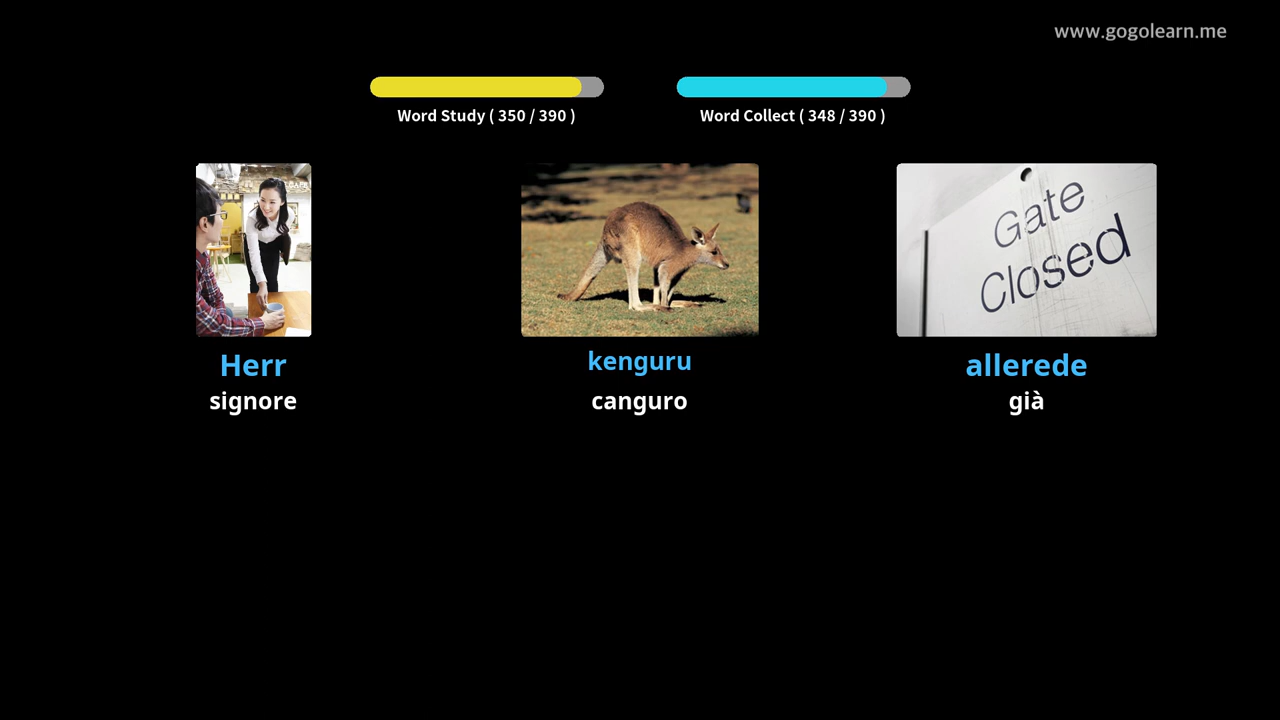 www.gogolearn.me
Word Study ( 350 / 390 )
Word Collect ( 348 / 390 )
Gate
Closed
Herr
signore
kenguru
canguro
allerede
già